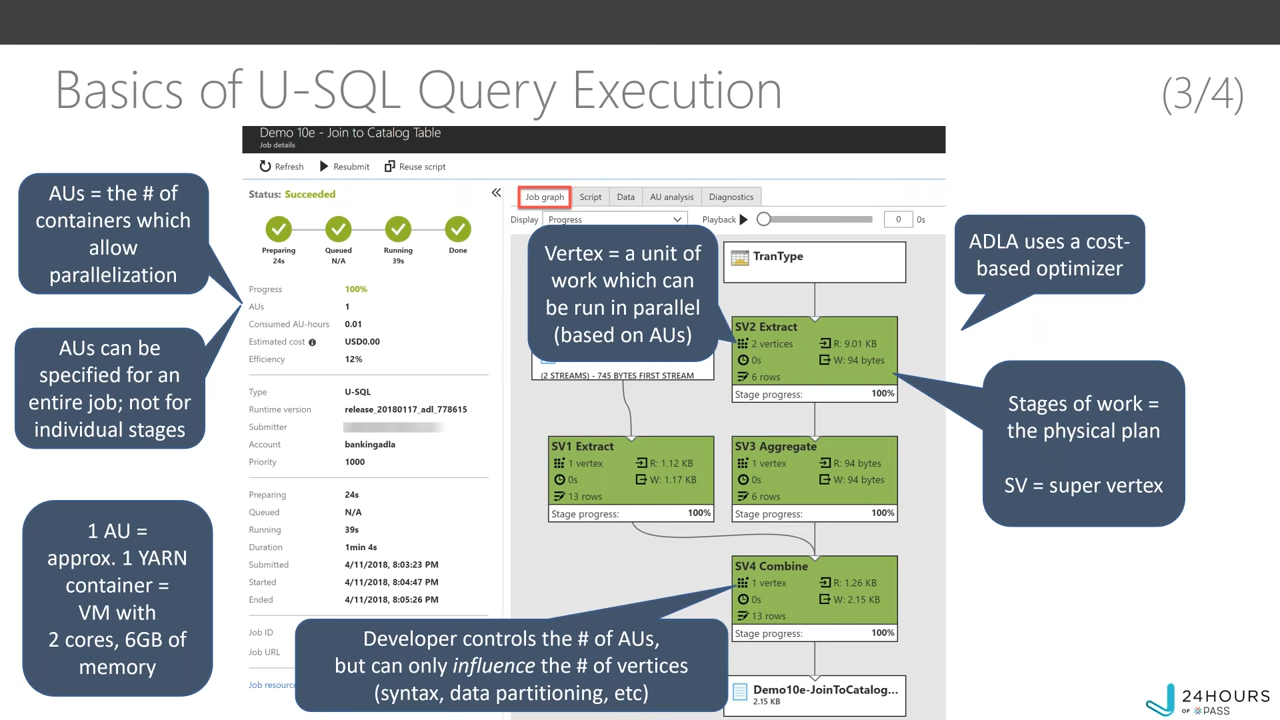 Basics of U-SQL Query Execution
(3/4)
Demo 10e - Join to Catalog Table
Job details
Refresh
Resubmit
Reuse script
AUs = the # of
containers which
allow
parallelization
AUs can be
specified for an
entire job; not for
individual stages
1 AU =
approx. 1 YARN
container =
VM with
2 cores, 6GB of
memory
Status: Succeeded
Preparing
24s
Queued
N/A
Running
39s
Done
Progress 100%
AUs 1
Consumed AU-hours 0.01
Estimated cost USD0.00
Efficiency 12%
Type U-SQL
Runtime version release_20180117_adl_778615
Submitter
Account bankingadla
Priority 1000
Preparing 24s
Queued N/A
Running 39s
Duration 1min 4s
Submitted 4/11/2018, 8:03:23 PM
Started 4/11/2018, 8:04:47 PM
Ended 4/11/2018, 8:05:26 PM
Job ID
Job URL
Job resourc
Job graph
Script
Data
AU analysis
Diagnostics
Display Progress
Playback 0 0s
Vertex = a unit of
work which can
be run in parallel
(based on AUs)
(2 STREAMS) - 745 BYTES FIRST STREAM
TranType
SV2 Extract
2 vertices R: 9.01 KB
0s W: 94 bytes
6 rows
Stage progress: 100%
SV1 Extract
1 vertex R: 1.12 KB
0s W: 1.17 KB
13 rows
Stage progress: 100%
SV3 Aggregate
1 vertex R: 94 bytes
0s W: 94 bytes
6 rows
Stage progress: 100%
SV4 Combine
1 vertex R: 1.26 KB
0s W: 2.15 KB
13 rows
Stage progress: 100%
Demo10e-JoinToCatalog...
2.15 KB
Developer controls the # of AUs,
but can only influence the # of vertices
(syntax, data partitioning, etc)
ADLA uses a cost-
based optimizer
Stages of work =
the physical plan
SV = super vertex
24HOURS
OF PASS